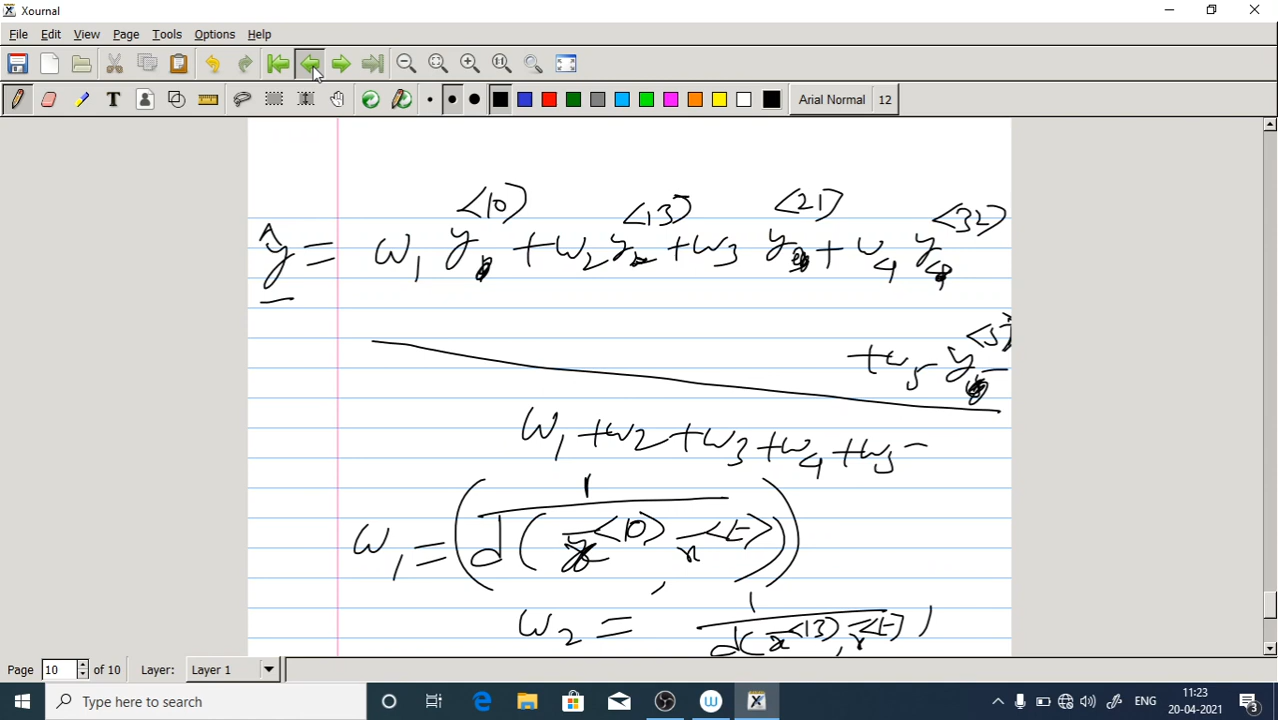 Xournal
File Edit View Page Tools Options Help
Arial Normal 12
ŷ = w1 y<10> + w2 y<13> + w3 y<21> + w4 y<32>
+ w5 y
w1 + w2 + w3 + w4 + w5
w1 = ( 1 / d( x<10>, x<t> ) )
w2 = 1 / d( x<13>, x<t> )
Page 10 of 10 Layer: Layer 1
Type here to search
ENG
11:23
20-04-2021
3